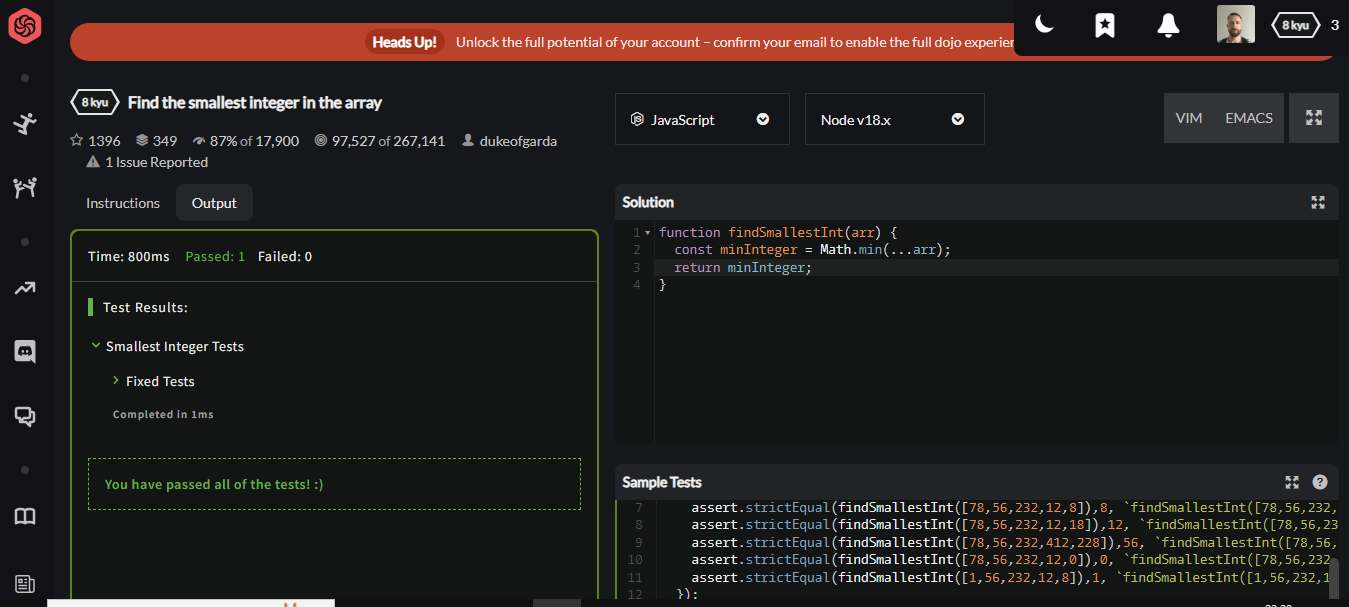 Heads Up! Unlock the full potential of your account – confirm your email to enable the full dojo
8 kyu 3
8 kyu Find the smallest integer in the array
1396 349 87% of 17,900 97,527 of 267,141 dukeofgarda
1 Issue Reported
Instructions Output
Time: 800ms Passed: 1 Failed: 0
Test Results:
Smallest Integer Tests
Fixed Tests
Completed in 1ms
You have passed all of the tests! :)
JavaScript Node v18.x VIM EMACS
Solution
1 function findSmallestInt(arr) {
2 const minInteger = Math.min(...arr);
3 return minInteger;
4 }
Sample Tests
7 assert.strictEqual(findSmallestInt([78,56,232,12,8]),8, `findSmallestInt([78,56,232,
8 assert.strictEqual(findSmallestInt([78,56,232,12,18]),12, `findSmallestInt([78,56,23
9 assert.strictEqual(findSmallestInt([78,56,232,412,228]),56, `findSmallestInt([78,56,
10 assert.strictEqual(findSmallestInt([78,56,232,12,0]),0, `findSmallestInt([78,56,232,
11 assert.strictEqual(findSmallestInt([1,56,232,12,8]),1, `findSmallestInt([1,56,232,1
12 });